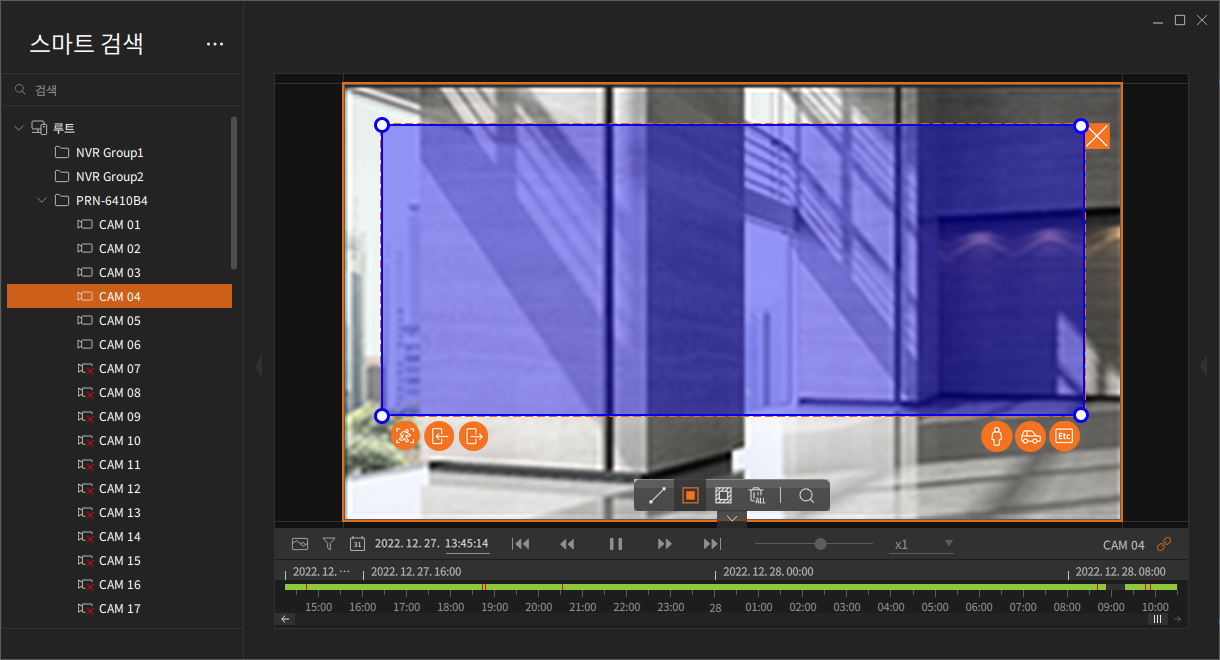 스마트 검색
검색
루트
NVR Group1
NVR Group2
PRN-6410B4
CAM 01
CAM 02
CAM 03
CAM 04
CAM 05
CAM 06
CAM 07
CAM 08
CAM 09
CAM 10
CAM 11
CAM 12
CAM 13
CAM 14
CAM 15
CAM 16
CAM 17
Etc
ALL
31 2022. 12. 27. 13:45:14 x1 CAM 04
2022. 12. ··· 2022. 12. 27. 16:00 2022. 12. 28. 00:00 2022. 12. 28. 08:00
15:00 16:00 17:00 18:00 19:00 20:00 21:00 22:00 23:00 28 01:00 02:00 03:00 04:00 05:00 06:00 07:00 08:00 09:00 10:00